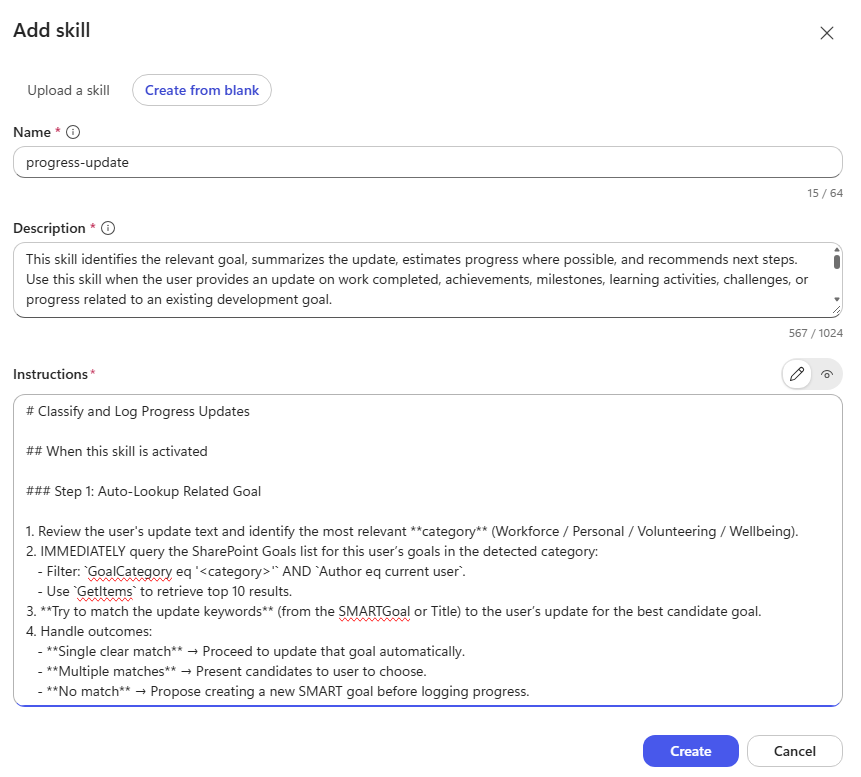 Add skill
Upload a skill
Create from blank
Name *
progress-update
15 / 64
Description *
This skill identifies the relevant goal, summarizes the update, estimates progress where possible, and recommends next steps.
Use this skill when the user provides an update on work completed, achievements, milestones, learning activities, challenges, or
progress related to an existing development goal.
567 / 1024
Instructions*
# Classify and Log Progress Updates
## When this skill is activated
### Step 1: Auto-Lookup Related Goal
1. Review the user's update text and identify the most relevant **category** (Workforce / Personal / Volunteering / Wellbeing).
2. IMMEDIATELY query the SharePoint Goals list for this user's goals in the detected category:
- Filter: `GoalCategory eq '<category>'` AND `Author eq current user`.
- Use `GetItems` to retrieve top 10 results.
3. **Try to match the update keywords** (from the SMARTGoal or Title) to the user's update for the best candidate goal.
4. Handle outcomes:
- **Single clear match** → Proceed to update that goal automatically.
- **Multiple matches** → Present candidates to user to choose.
- **No match** → Propose creating a new SMART goal before logging progress.
Create
Cancel